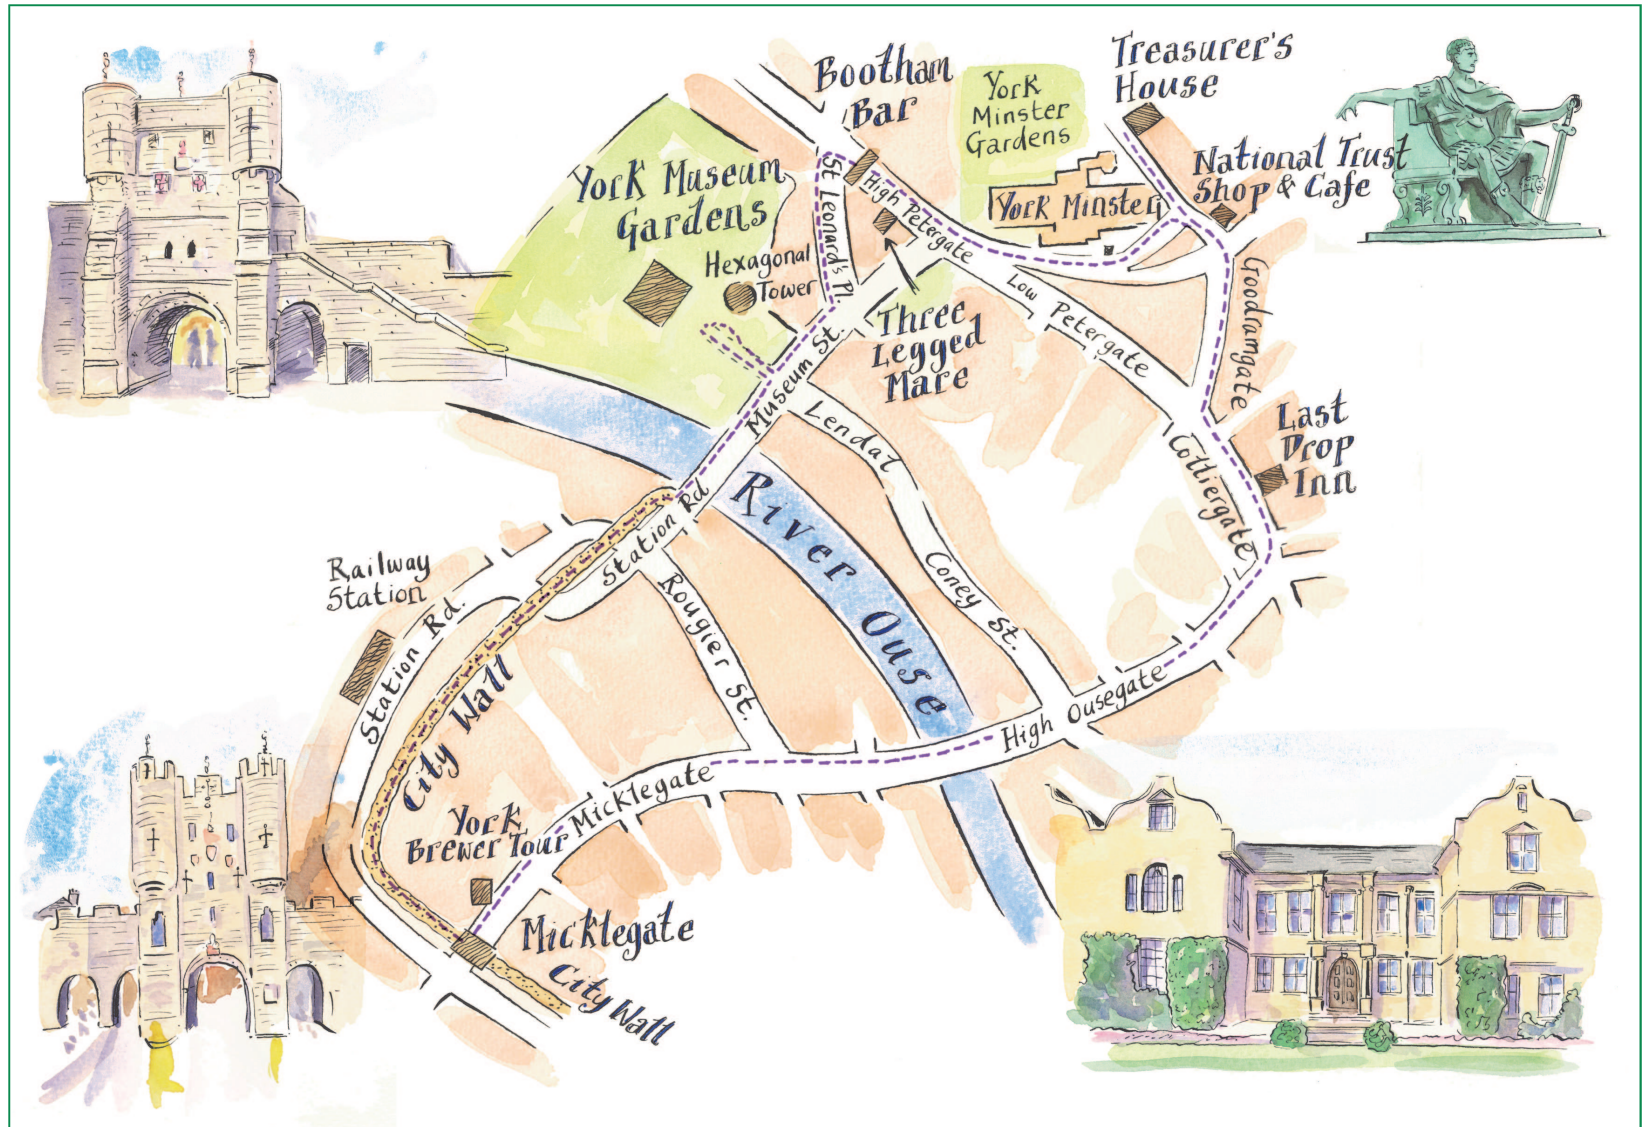 Bootham
Bar
York
Minster
Gardens
Treasurer's
House
National Trust
Shop & Cafe
York Museum
Gardens
Hexagonal
Tower
St Leonard's Pl.
High Petergate
York Minster
Low Petergate
Goodramgate
Three
Legged
Mare
Museum St.
Lendal
Last
Drop
Inn
Colliergate
River Ouse
Station Rd
Railway
Station
Station Rd.
Rougier St.
Coney St.
City Wall
High Ousegate
Micklegate
York
Brewer Tour
Micklegate
City Wall